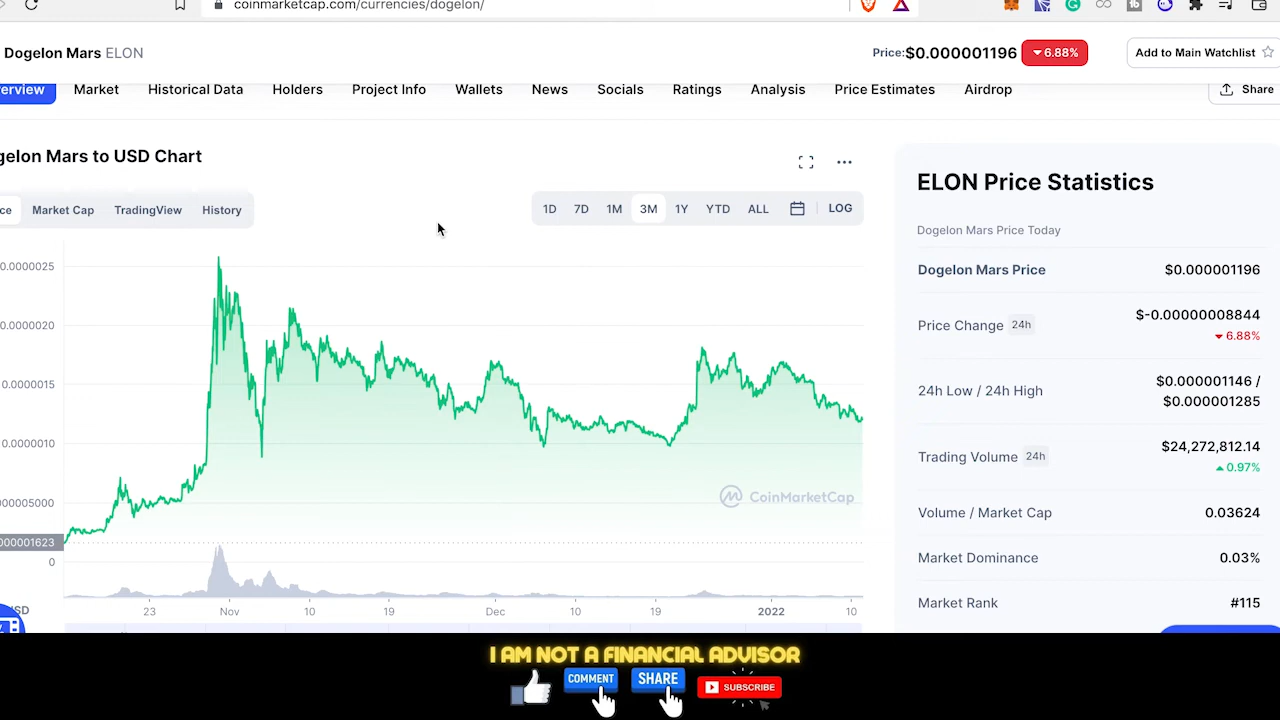 coinmarketcap.com/currencies/dogelon/
Dogelon Mars ELON
Price:$0.000001196
6.88%
Add to Main Watchlist
erview
Market
Historical Data
Holders
Project Info
Wallets
News
Socials
Ratings
Analysis
Price Estimates
Airdrop
Share
gelon Mars to USD Chart
ce
Market Cap
TradingView
History
1D
7D
1M
3M
1Y
YTD
ALL
LOG
0.0000025
0.0000020
0.0000015
0.0000010
000005000
000001623
0
CoinMarketCap
SD
23
Nov
10
19
Dec
10
19
2022
10
ELON Price Statistics
Dogelon Mars Price Today
Dogelon Mars Price
$0.000001196
Price Change 24h
$-0.00000008844
6.88%
24h Low / 24h High
$0.000001146 /
$0.000001285
Trading Volume 24h
$24,272,812.14
0.97%
Volume / Market Cap
0.03624
Market Dominance
0.03%
Market Rank
#115
I AM NOT A FINANCIAL ADVISOR
COMMENT
SHARE
SUBSCRIBE